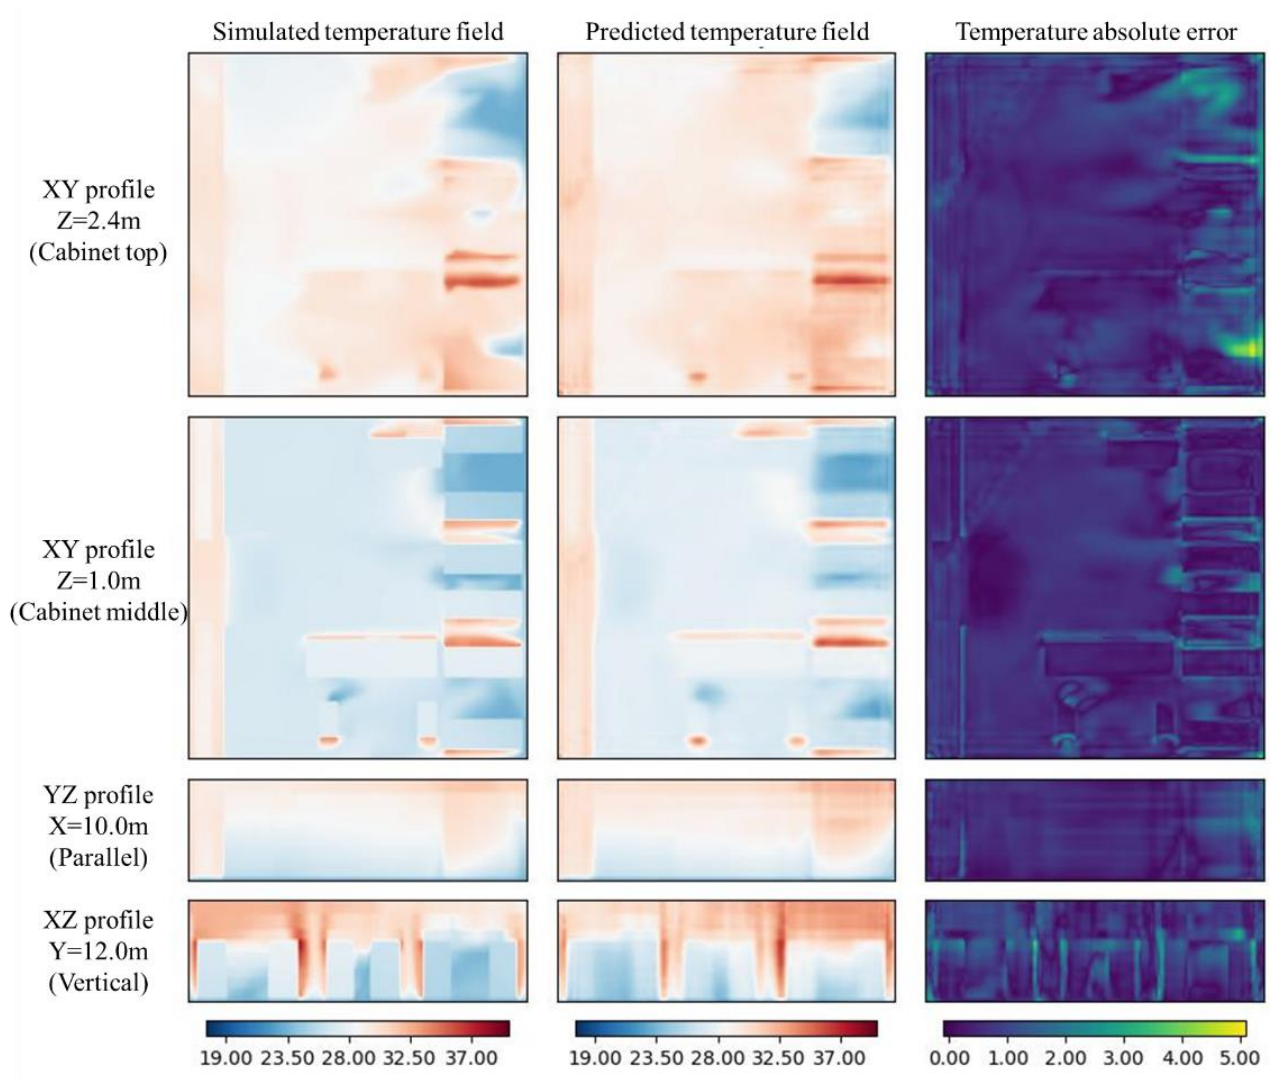 Simulated temperature field
Predicted temperature field
Temperature absolute error
XY profile
Z=2.4m
(Cabinet top)
XY profile
Z=1.0m
(Cabinet middle)
YZ profile
X=10.0m
(Parallel)
XZ profile
Y=12.0m
(Vertical)
19.00 23.50 28.00 32.50 37.00
19.00 23.50 28.00 32.50 37.00
0.00 1.00 2.00 3.00 4.00 5.00